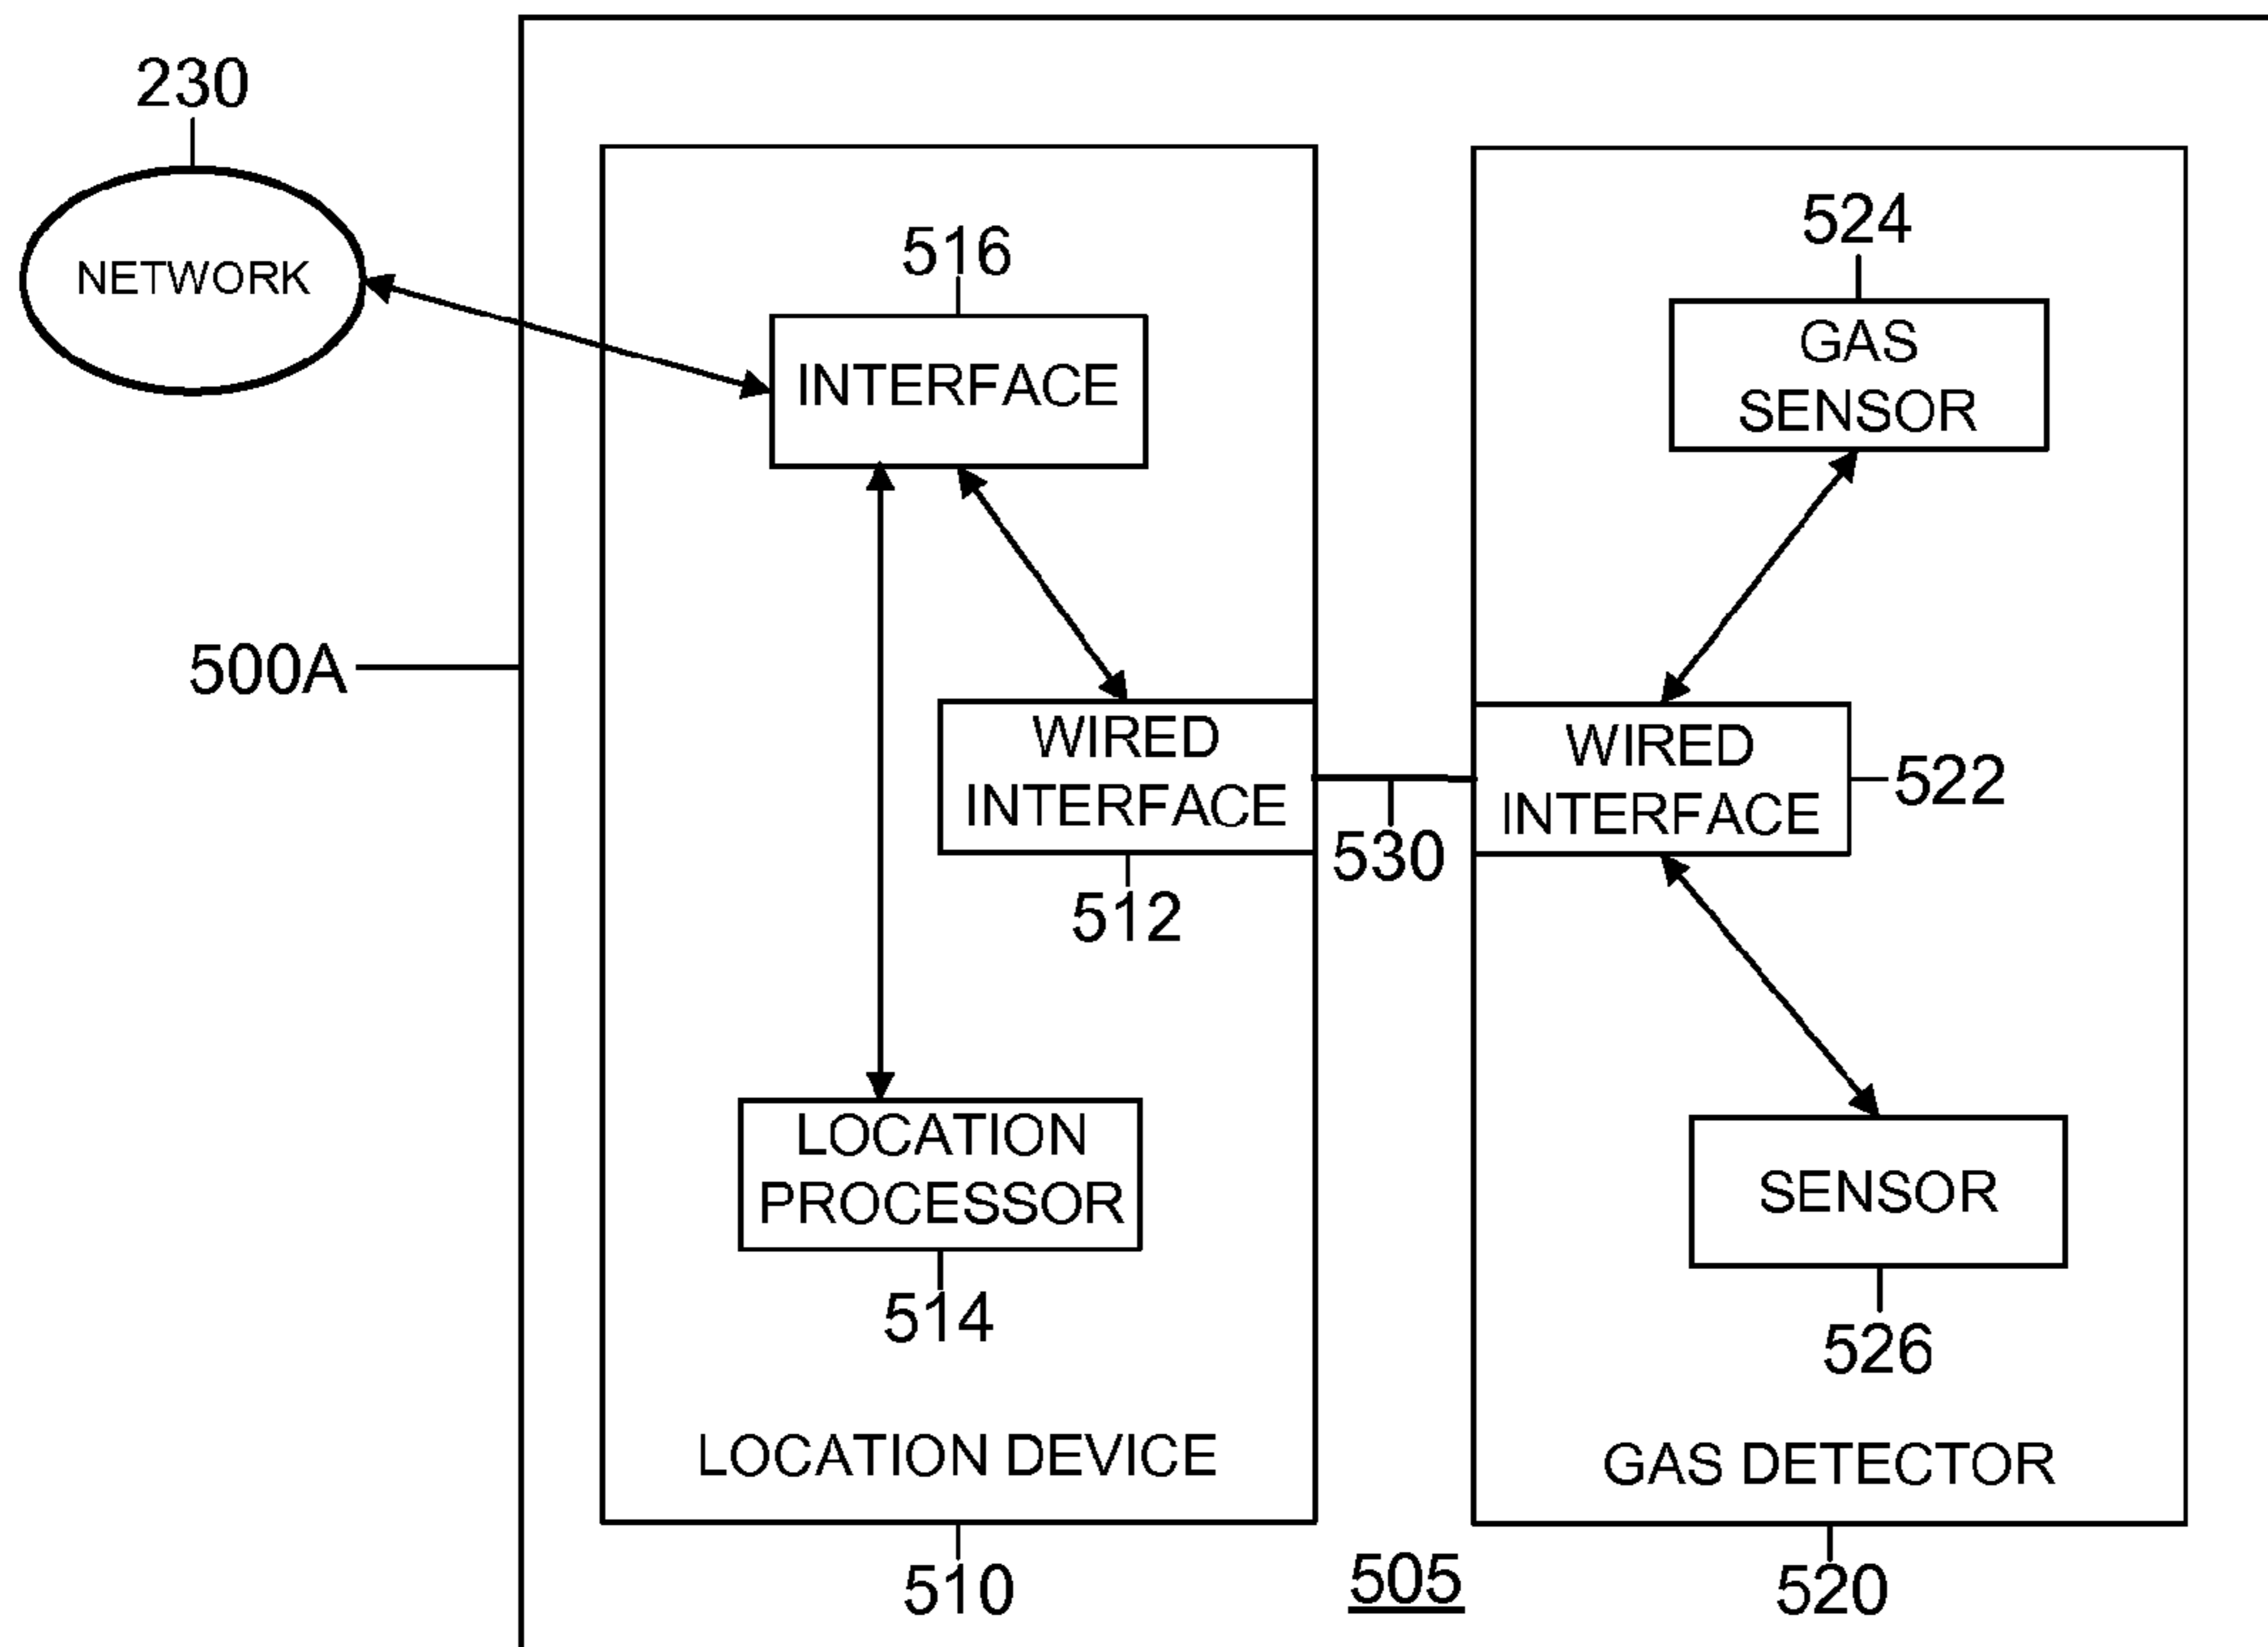 230
NETWORK
500A
516
INTERFACE
WIRED
INTERFACE
512
LOCATION
PROCESSOR
514
LOCATION DEVICE
510
530
505
524
GAS
SENSOR
WIRED
INTERFACE
522
SENSOR
526
GAS DETECTOR
520